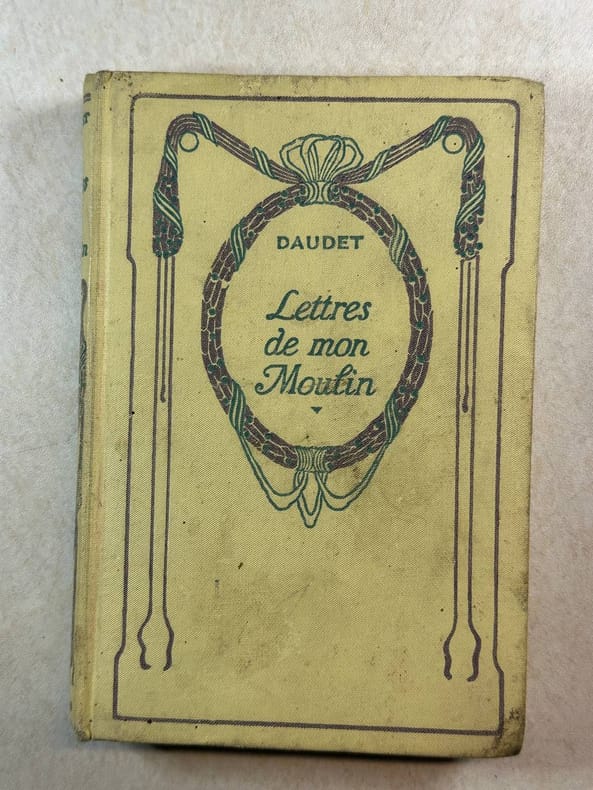 DAUDET
Lettres
de mon
Moulin